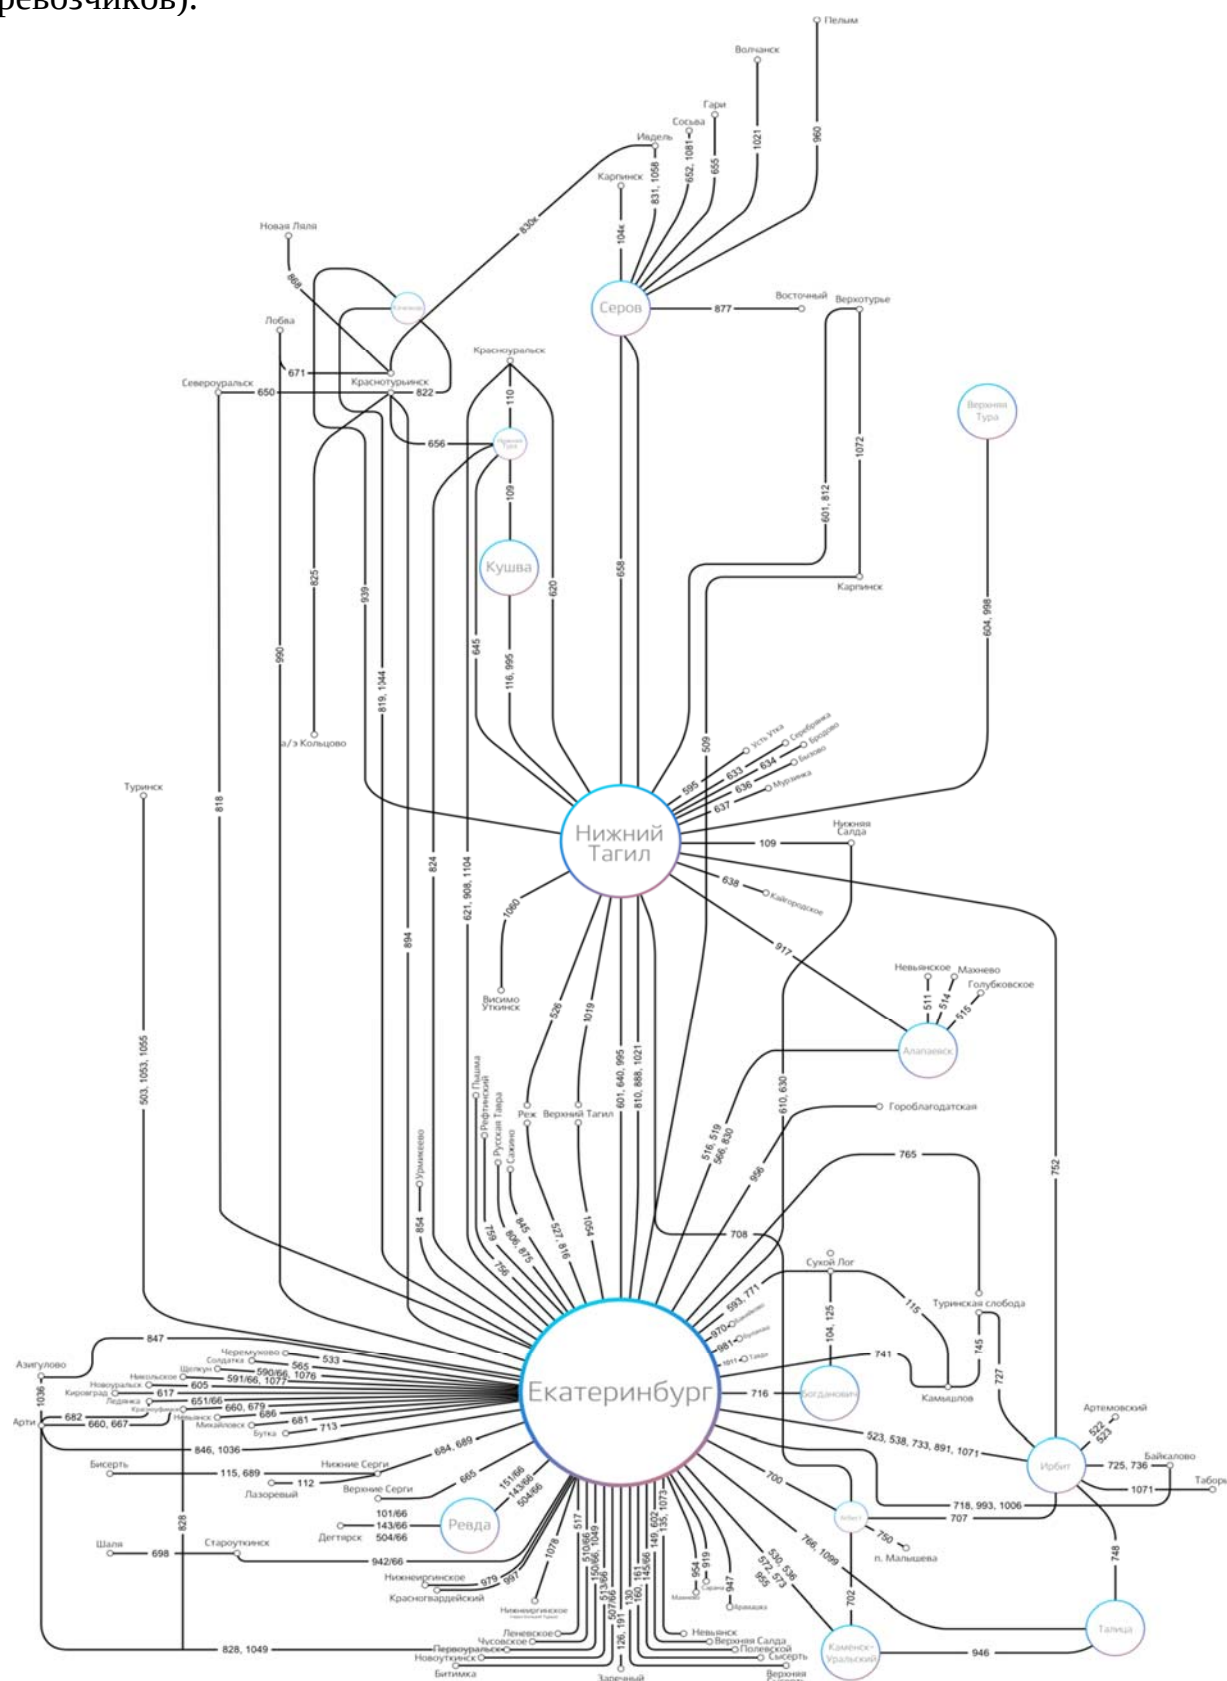 ревозчиков).
Пелым
Волчанск
Гари
Сосьва
Ивдель
Карпинск
960
1021
655
652, 1081
831, 1058
104к
830к
Новая Ляля
868
Серов
877
Восточный
Верхотурье
Лобва
671
Краснотурьинск
Североуральск
650
822
Красноуральск
110
656
Нижняя
Тура
109
Верхняя
Тура
1072
601, 812
Кушва
620
658
825
939
Карпинск
604, 998
645
116, 995
990
819, 1044
а/э Кольцово
509
Усть Утка
Серебрянка
Бродово
Бызово
Мурзинка
595
633
634
636
637
Туринск
818
Нижний
Тагил
Нижняя
Салда
109
824
621, 908, 1104
638
Кайгородское
1060
894
917
Висимо
Уткинск
Невьянское
Махнево
Голубковское
511
514
515
526
1019
Алапаевск
503, 1053, 1055
601, 640, 995
810, 888, 1021
610, 630
Пышма
Рефтинский
Русская Тавра
Сажино
Реж
Верхний Тагил
Гороблагодатская
516, 519
566, 830
956
765
752
Урмикеево
854
759
806, 875
845
756
527, 816
1054
708
Сухой Лог
593, 771
115
Туринская слобода
104, 125
745
727
970
981
1011
741
Камышлов
847
Азигулово
1036
Черемухово
533
Солдатка
565
Щелкун
590/66, 1076
Никольское
591/66, 1077
Новоуральск
605
Кировград
617
Ледянка
651/66
Красноуфимск
660, 679
Арти
682
660, 667
Невьянск
686
Михайловск
681
Бутка
713
846, 1036
Екатеринбург
716
Богданович
Артемовский
522
523
523, 538, 733, 891, 1071
Байкалово
Ирбит
725, 736
1071
718, 993, 1006
707
700
750
п. Малышева
684, 689
Нижние Серги
Бисерть
115, 689
Лазоревый
112
Верхние Серги
665
151/66
143/66
504/66
Ревда
101/66
143/66
504/66
Дегтярск
828
Шаля
698
Староуткинск
942/66
Нижнеиргинское
979
997
Красногвардейский
1078
Нижнеиргинское
517
510/66
150/66, 1049
513/66
507/66
126, 191
130
160, 161
145/66
149, 602
135, 1073
954
919
947
Махнево
530, 536
572, 573
955
766, 1099
702
748
Талица
Каменск-
Уральский
946
828, 1049
Леневское
Чусовское
Первоуральск
Новоуткинск
Битимка
Заречный
Невьянск
Верхняя Салда
Полевской
Сысерть
Верхняя